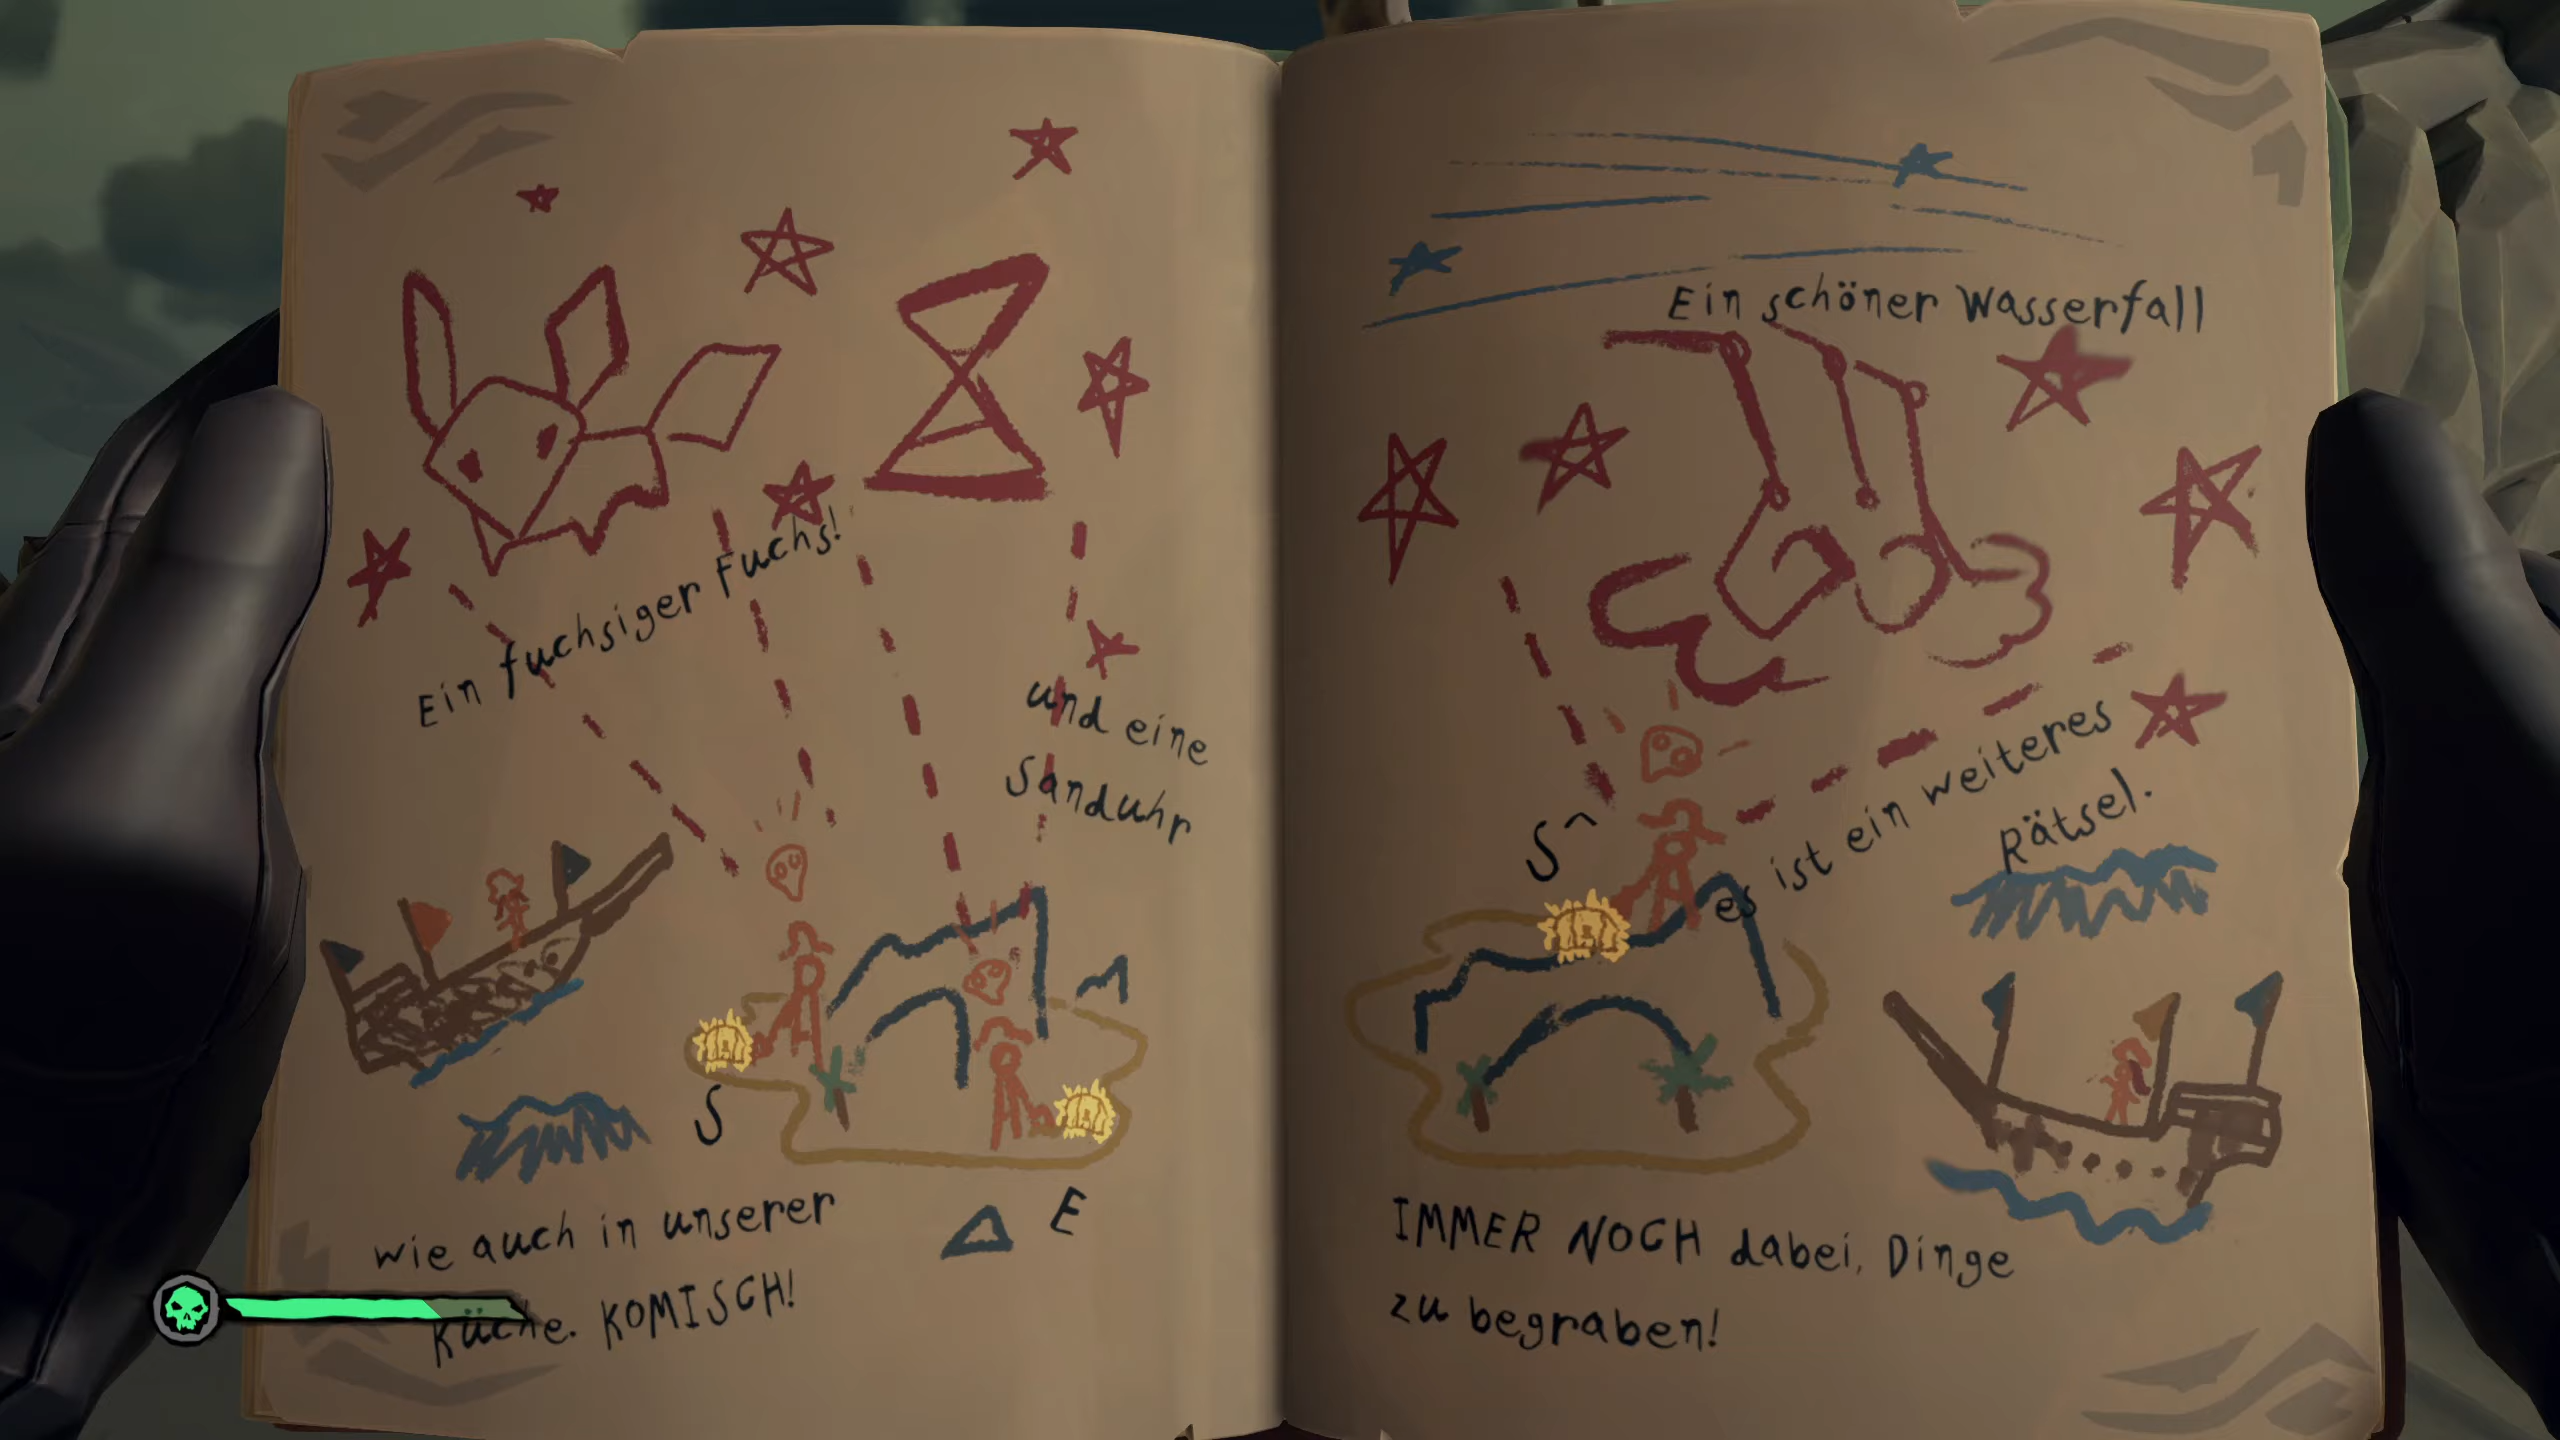 Ein fuchsiger Fuchs!
und eine
Sanduhr
S
wie auch in unserer
Küche. KOMISCH!
E
Ein schöner Wasserfall
S^
es ist ein weiteres
Rätsel.
IMMER NOCH dabei, Dinge
zu begraben!